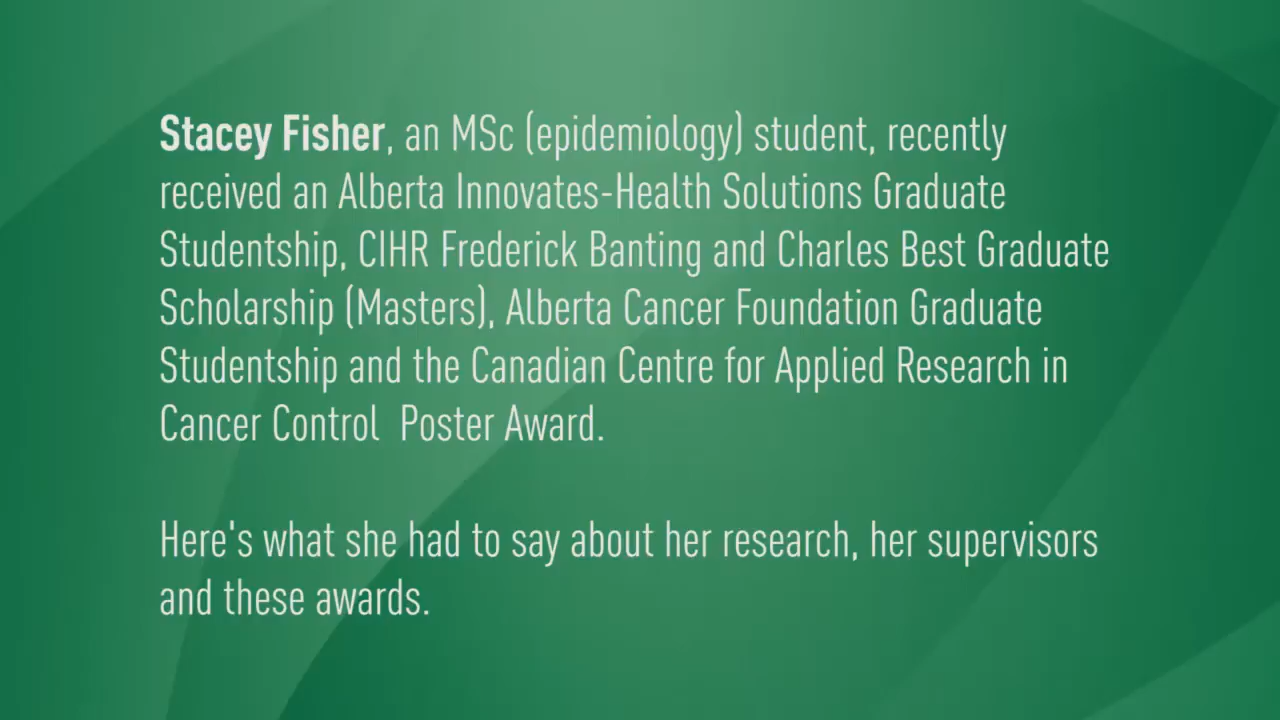 Stacey Fisher, an MSc (epidemiology) student, recently
received an Alberta Innovates-Health Solutions Graduate
Studentship, CIHR Frederick Banting and Charles Best Graduate
Scholarship (Masters), Alberta Cancer Foundation Graduate
Studentship and the Canadian Centre for Applied Research in
Cancer Control  Poster Award.
Here's what she had to say about her research, her supervisors
and these awards.